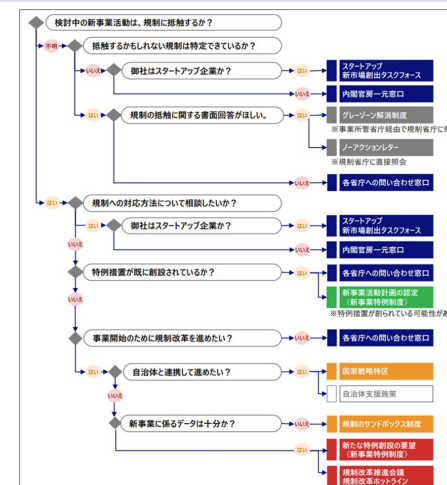 検討中の新事業活動は、規制に抵触するか？
不明
抵触するかもしれない規制は特定できているか？
いいえ
御社はスタートアップ企業か？
はい
スタートアップ
新市場創出タスクフォース
いいえ
内閣官房一元窓口
はい
規制の抵触に関する書面回答がほしい。
はい
グレーゾーン解消制度
※事業所管省庁経由で規制省庁に
ノーアクションレター
※規制省庁に直接照会
いいえ
各省庁への問い合わせ窓口
はい
規制への対応方法について相談したいか？
はい
御社はスタートアップ企業か？
はい
スタートアップ
新市場創出タスクフォース
いいえ
いいえ
内閣官房一元窓口
特例措置が既に創設されているか？
はい
各省庁への問い合わせ窓口
新事業活動計画の認定
（新事業特例制度）
※特例措置が創られている可能性が
いいえ
事業開始のために規制改革を進めたい？
いいえ
各省庁への問い合わせ窓口
はい
自治体と連携して進めたい？
はい
国家戦略特区
自治体支援施策
いいえ
新事業に係るデータは十分か？
いいえ
規制のサンドボックス制度
はい
新たな特例創設の要望
（新事業特例制度）
規制改革推進会議
規制改革ホットライン